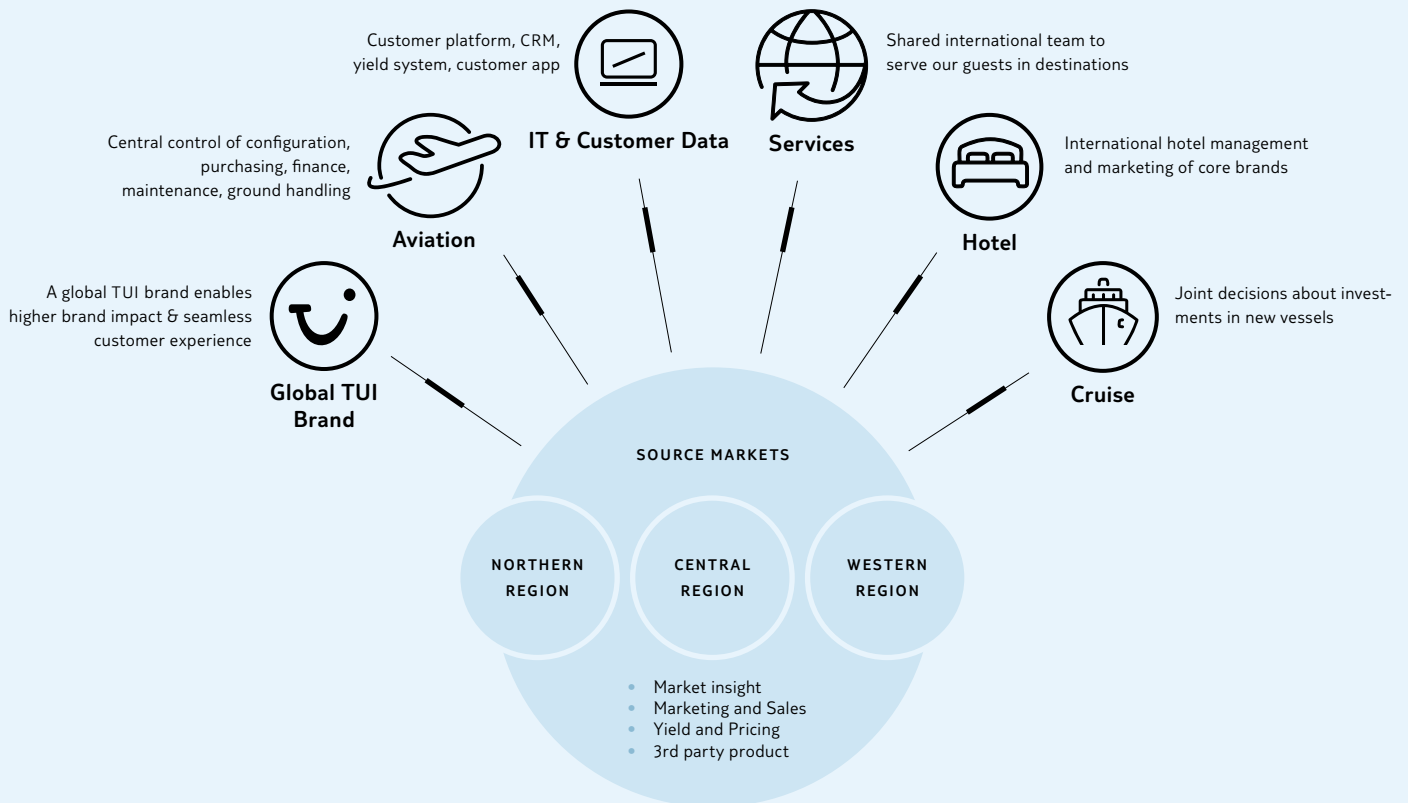 Customer platform, CRM,
yield system, customer app
IT & Customer Data
Shared international team to
serve our guests in destinations
Services
Central control of configuration,
purchasing, finance,
maintenance, ground handling
Aviation
International hotel management
and marketing of core brands
Hotel
A global TUI brand enables
higher brand impact & seamless
customer experience
Global TUI
Brand
Joint decisions about invest-
ments in new vessels
Cruise
SOURCE MARKETS
NORTHERN
REGION
CENTRAL
REGION
WESTERN
REGION
• Market insight
• Marketing and Sales
• Yield and Pricing
• 3rd party product